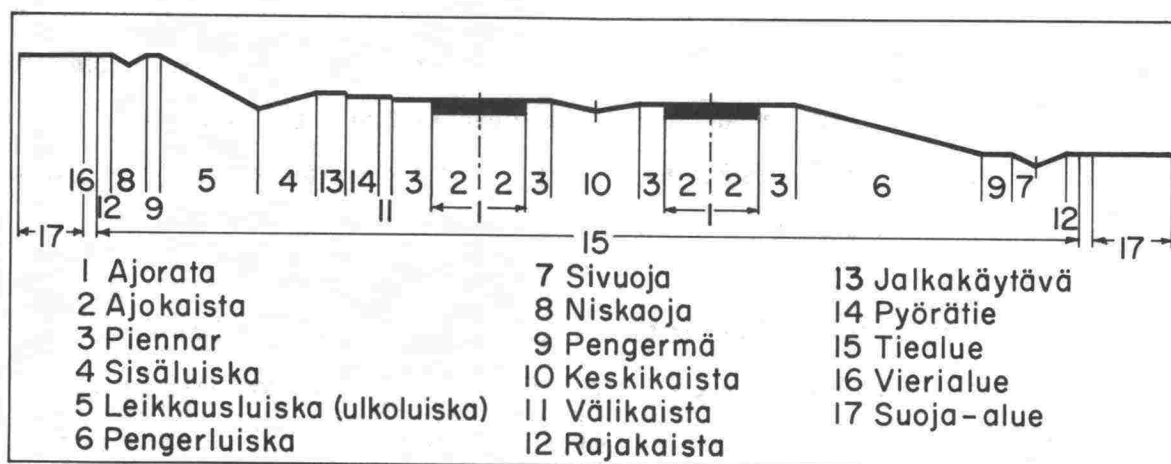 16 8 5 4 13 14 3 2 2 3 10 3 2 2 3 6 9 7
12 9 11 1 1 12
17 15 17
1 Ajorata
2 Ajokaista
3 Piennar
4 Sisäluiska
5 Leikkausluiska (ulkoluiska)
6 Pengerluiska
7 Sivuoja
8 Niskaoja
9 Pengermä
10 Keskikaista
11 Välikaista
12 Rajakaista
13 Jalkakäytävä
14 Pyörätie
15 Tiealue
16 Vierialue
17 Suoja-alue